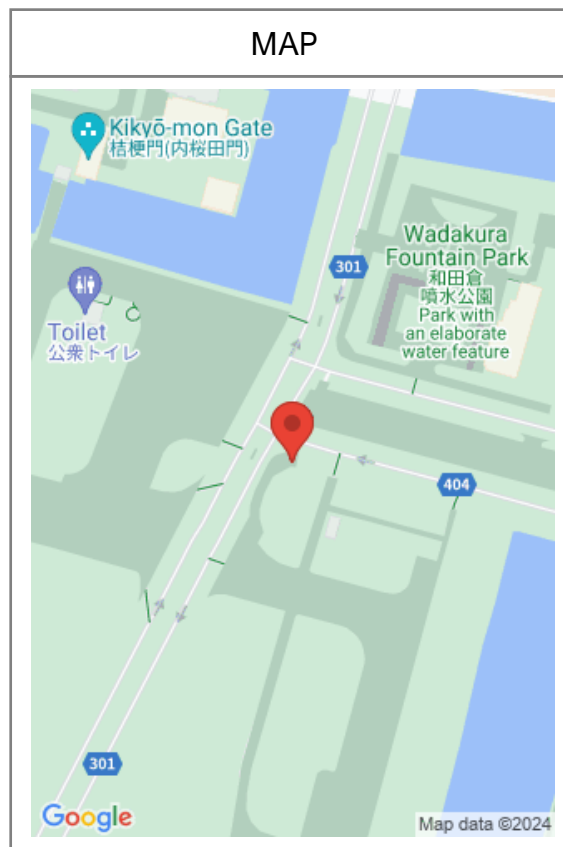 MAP
Kikyō-mon Gate
桔梗門(内桜田門)
Wadakura
Fountain Park
和田倉
噴水公園
Park with
an elaborate
water feature
301
Toilet
公衆トイレ
404
301
Google
Map data ©2024